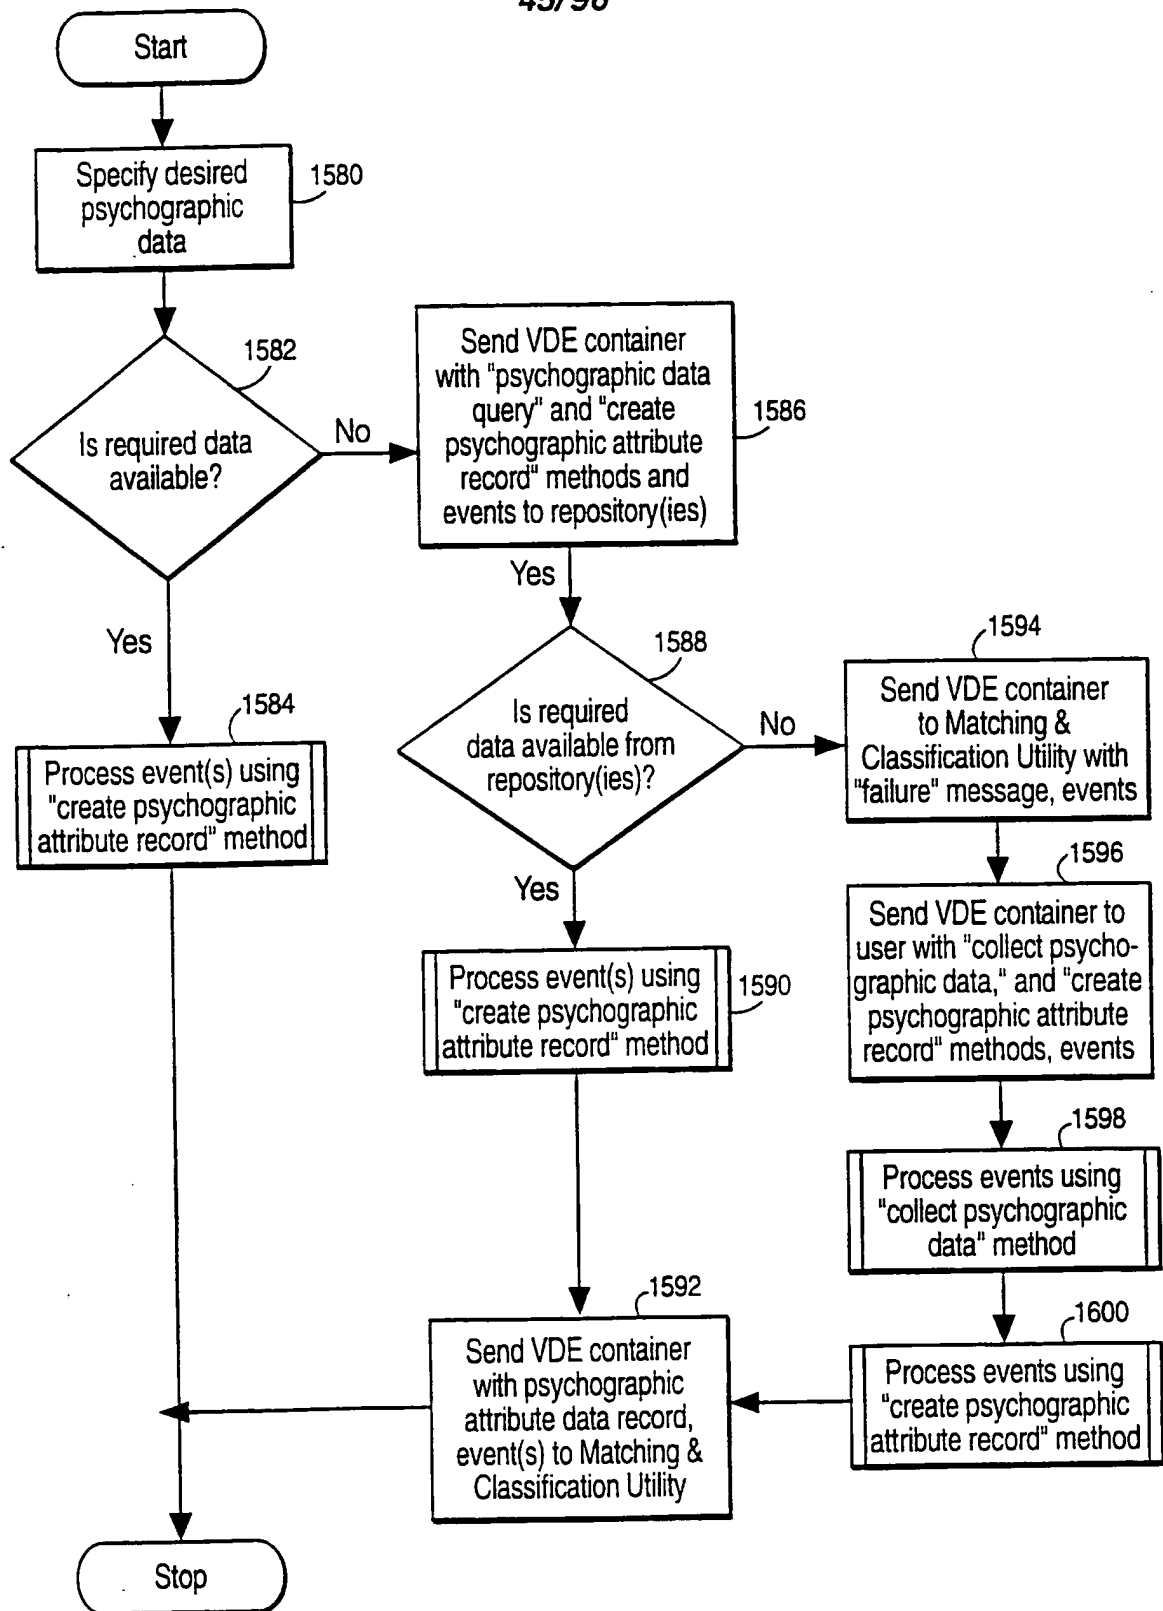 45/96
Start
Specify desired
psychographic
data
1580
1582
Is required data
available?
No
Yes
Send VDE container
with "psychographic data
query" and "create
psychographic attribute
record" methods and
events to repository(ies)
1586
Yes
1584
Process event(s) using
"create psychographic
attribute record" method
1588
Is required
data available from
repository(ies)?
No
Yes
1594
Send VDE container
to Matching &
Classification Utility with
"failure" message, events
1596
Send VDE container to
user with "collect psycho-
graphic data," and "create
psychographic attribute
record" methods, events
Process event(s) using
"create psychographic
attribute record" method
1590
1598
Process events using
"collect psychographic
data" method
1600
Process events using
"create psychographic
attribute record" method
1592
Send VDE container
with psychographic
attribute data record,
event(s) to Matching &
Classification Utility
Stop